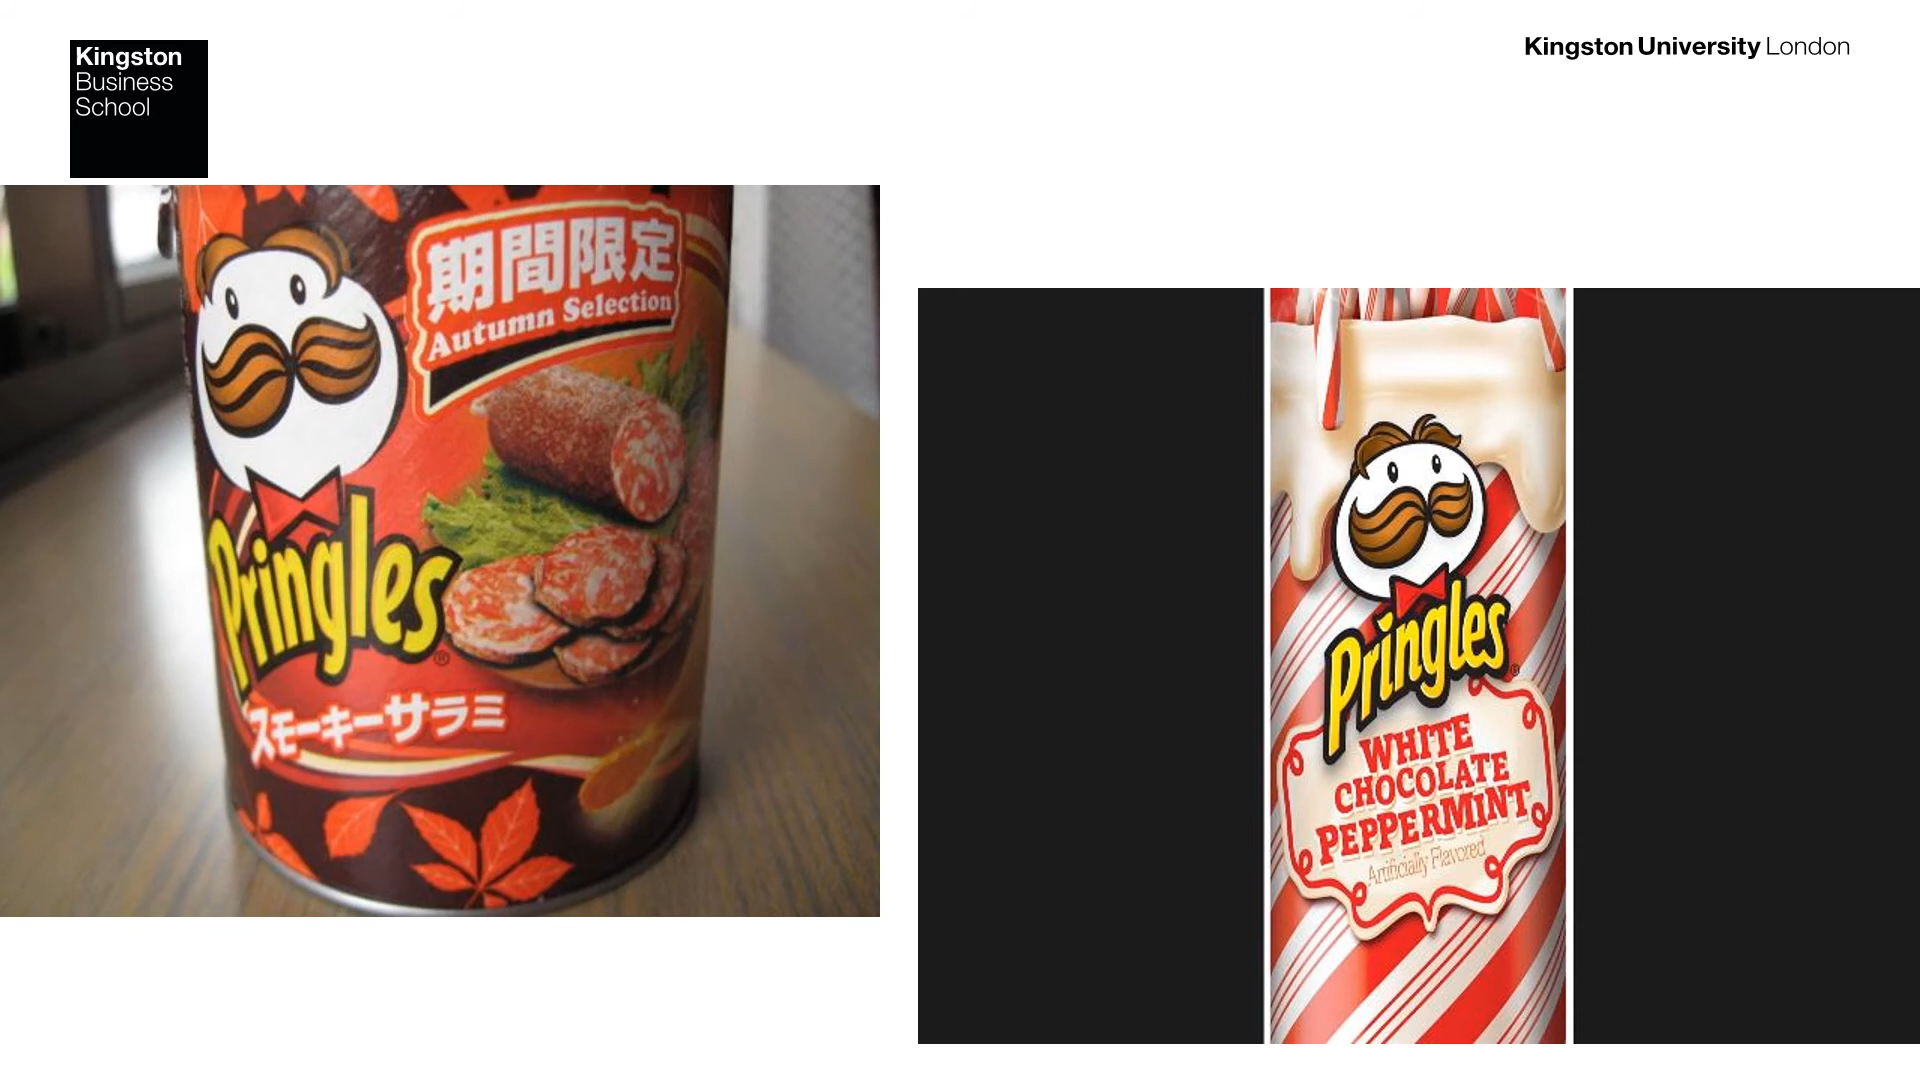 Kingston
Business
School
Kingston University London
期間限定
Autumn Selection
Pringles
®
スモーキーサラミ
Pringles
®
WHITE
CHOCOLATE
PEPPERMINT
Artificially Flavored